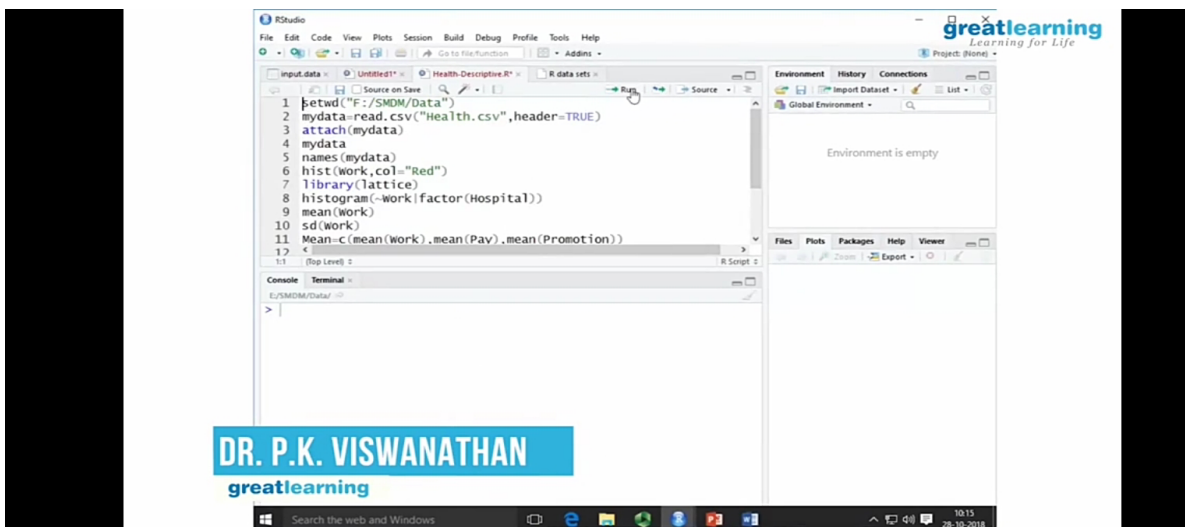 RStudio
greatlearning
Learning for Life
File Edit Code View Plots Session Build Debug Profile Tools Help
Go to file/function
Addins
Project: (None)
input.data
Untitled1*
Health-Descriptive.R*
R data sets
Source on Save
Run
Source
1 setwd("F:/SMDM/Data")
2 mydata=read.csv("Health.csv",header=TRUE)
3 attach(mydata)
4 mydata
5 names(mydata)
6 hist(Work,col="Red")
7 library(lattice)
8 histogram(~Work|factor(Hospital))
9 mean(Work)
10 sd(Work)
11 Mean=c(mean(Work),mean(Pay),mean(Promotion))
12
1:1 (Top Level) R Script
Environment History Connections
Import Dataset List
Global Environment
Environment is empty
Files Plots Packages Help Viewer
Zoom Export
Console Terminal
E:/SMDM/Data/
>
DR. P.K. VISWANATHAN
greatlearning
Search the web and Windows
10:15
28-10-2018